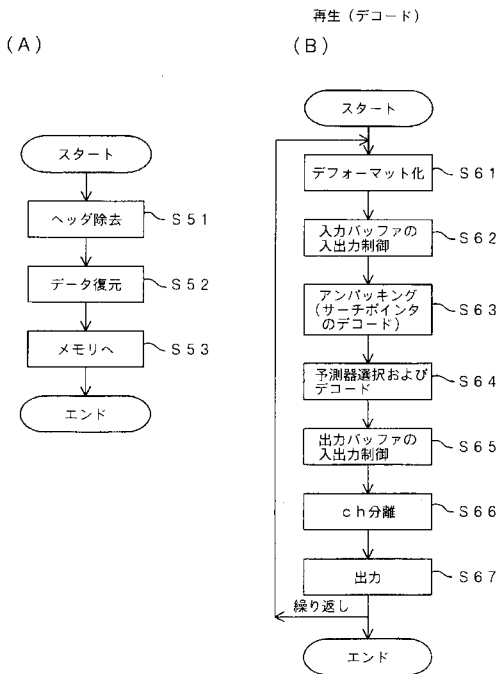 (A)
スタート
ヘッダ除去
S51
データ復元
S52
メモリへ
S53
エンド
再生(デコード)
(B)
スタート
デフォーマット化
S61
入力バッファの
入出力制御
S62
アンパッキング
(サーチポインタ
のデコード)
S63
予測器選択および
デコード
S64
出力バッファの
入出力制御
S65
ch分離
S66
出力
S67
繰り返し
エンド